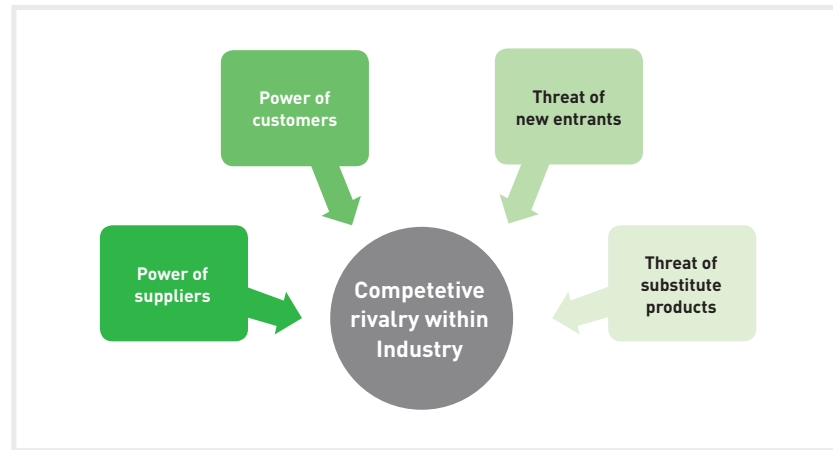 Power of
customers
Threat of
new entrants
Power of
suppliers
Competetive
rivalry within
Industry
Threat of
substitute
products